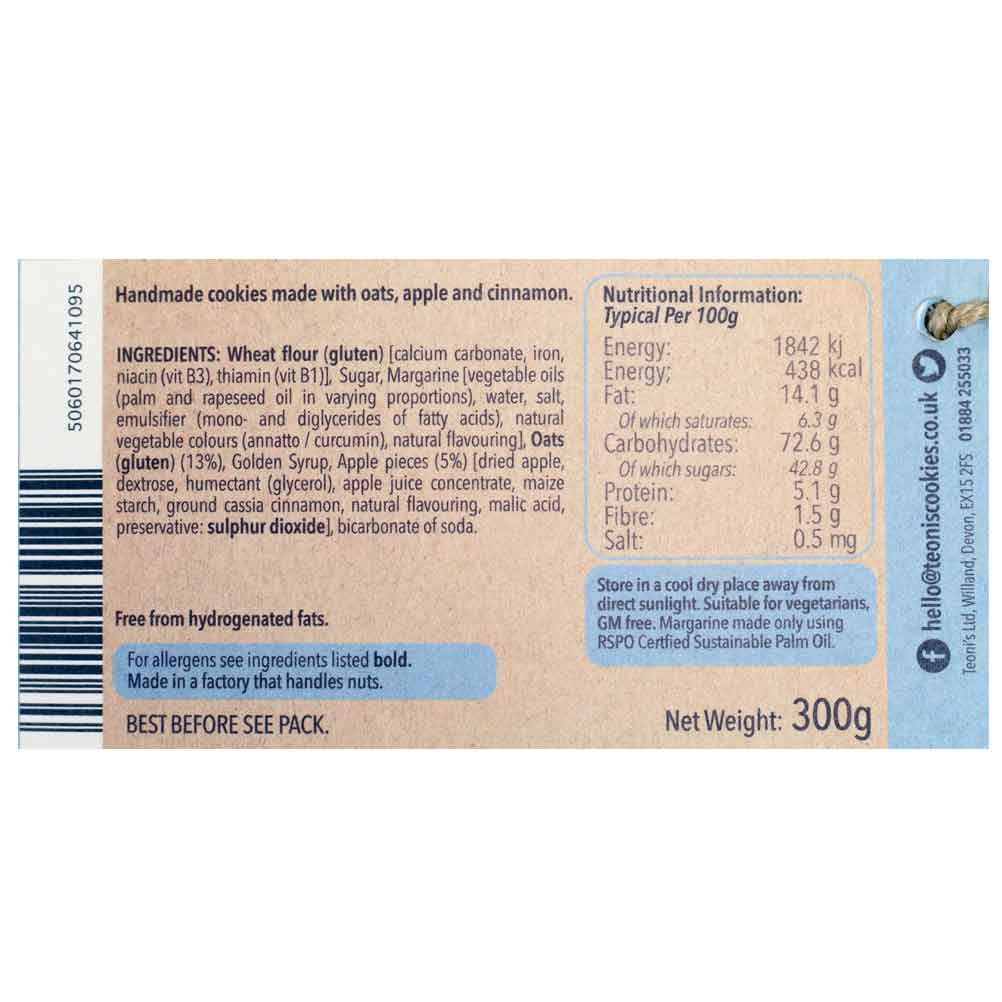 5060170641095
Handmade cookies made with oats, apple and cinnamon.
INGREDIENTS: Wheat flour (gluten) [calcium carbonate, iron,
niacin (vit B3), thiamin (vit B1)], Sugar, Margarine [vegetable oils
(palm and rapeseed oil in varying proportions), water, salt,
emulsifier (mono- and diglycerides of fatty acids), natural
vegetable colours (annatto / curcumin), natural flavouring], Oats
(gluten) (13%), Golden Syrup, Apple pieces (5%) [dried apple,
dextrose, humectant (glycerol), apple juice concentrate, maize
starch, ground cassia cinnamon, natural flavouring, malic acid,
preservative: sulphur dioxide], bicarbonate of soda.
Free from hydrogenated fats.
For allergens see ingredients listed bold.
Made in a factory that handles nuts.
BEST BEFORE SEE PACK.
Nutritional Information:
Typical Per 100g
Energy: 1842 kj
Energy; 438 kcal
Fat: 14.1 g
Of which saturates: 6.3 g
Carbohydrates: 72.6 g
Of which sugars: 42.8 g
Protein: 5.1 g
Fibre: 1.5 g
Salt: 0.5 mg
Store in a cool dry place away from
direct sunlight. Suitable for vegetarians,
GM free. Margarine made only using
RSPO Certfied Sustainable Palm Oil.
Net Weight: 300g
hello@teoniscookies.co.uk
Teoni's Ltd, Willand, Devon, EX15 2FS 01884 255033